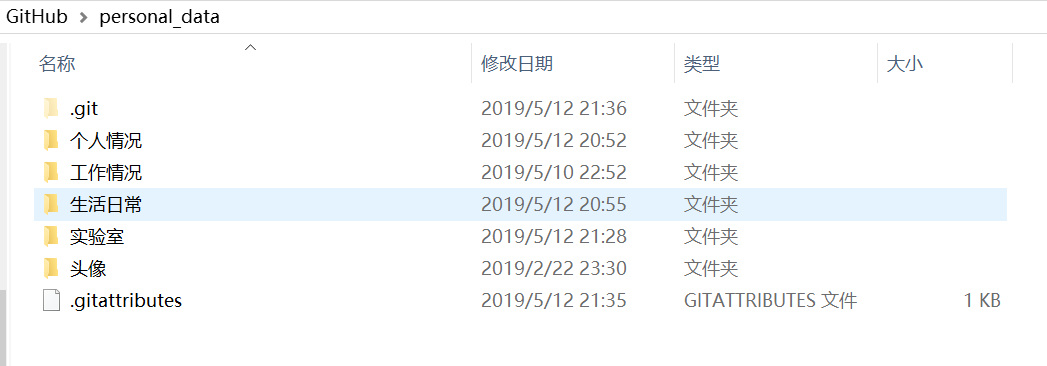 GitHub > personal_data
名称 修改日期 类型 大小
.git 2019/5/12 21:36 文件夹
个人情况 2019/5/12 20:52 文件夹
工作情况 2019/5/10 22:52 文件夹
生活日常 2019/5/12 20:55 文件夹
实验室 2019/5/12 21:28 文件夹
头像 2019/2/22 23:30 文件夹
.gitattributes 2019/5/12 21:35 GITATTRIBUTES 文件 1 KB